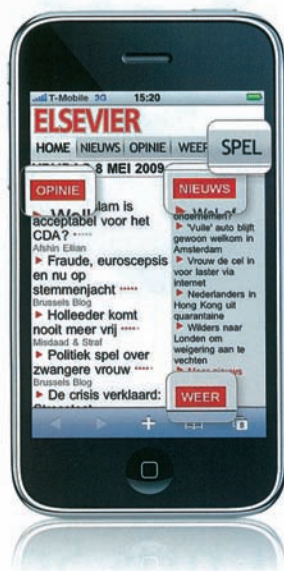 T-Mobile 3G 15:20
ELSEVIER
HOME NIEUWS OPINIE WEER SPEL
8 MEI 2009
OPINIE
lam is
acceptabel voor het
CDA?
Afshin Ellian
Fraude, euroscepsis
en nu op
stemmenjacht
Brussels Blog
Holleeder komt
nooit meer vrij
Misdaad & Straf
Politiek spel over
zwangere vrouw
Brussels Blog
De crisis verklaard:
NIEUWS
ondernemen?
'Vuile' auto blijft
gewoon welkom in
Amsterdam
Vrouw de cel in
voor laster via
internet
Nederlanders in
Hong Kong uit
quarantaine
Wilders naar
Londen om
weigering aan te
vechten
WEER